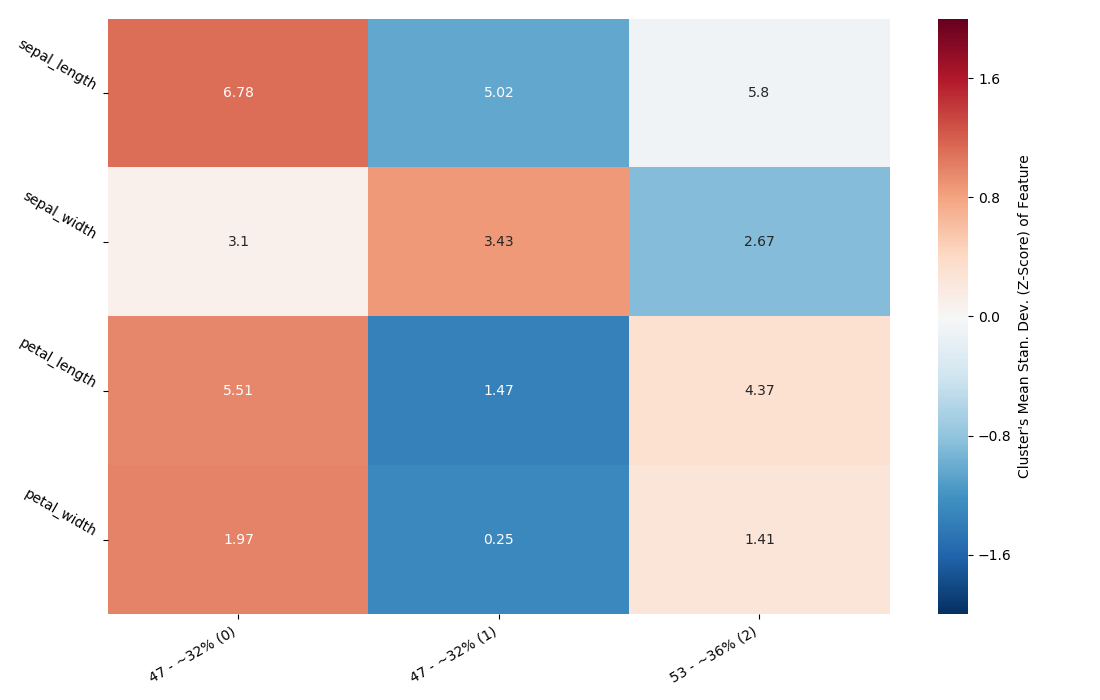 sepal_length
6.78
5.02
5.8
sepal_width
3.1
3.43
2.67
petal_length
5.51
1.47
4.37
petal_width
1.97
0.25
1.41
47 - ~32% (0)
47 - ~32% (1)
53 - ~36% (2)
1.6
0.8
0.0
−0.8
−1.6
Cluster's Mean Stan. Dev. (Z-Score) of Feature